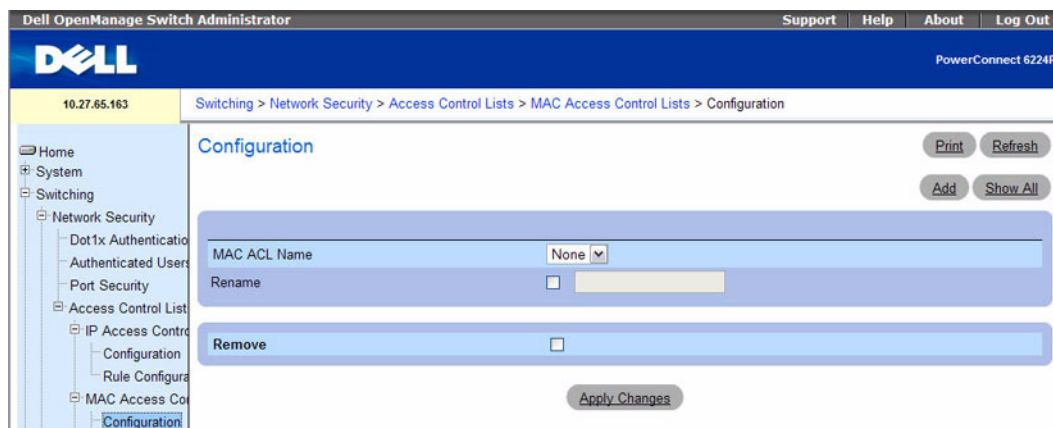 Dell OpenManage Switch Administrator
Support
Help
About
Log Out
DELL
PowerConnect 6224P
10.27.65.163
Switching > Network Security > Access Control Lists > MAC Access Control Lists > Configuration
Home
System
Switching
Network Security
Dot1x Authenticatio
Authenticated Users
Port Security
Access Control List
IP Access Contro
Configuration
Rule Configura
MAC Access Con
Configuration
Configuration
Print
Refresh
Add
Show All
MAC ACL Name
None
Rename
Remove
Apply Changes